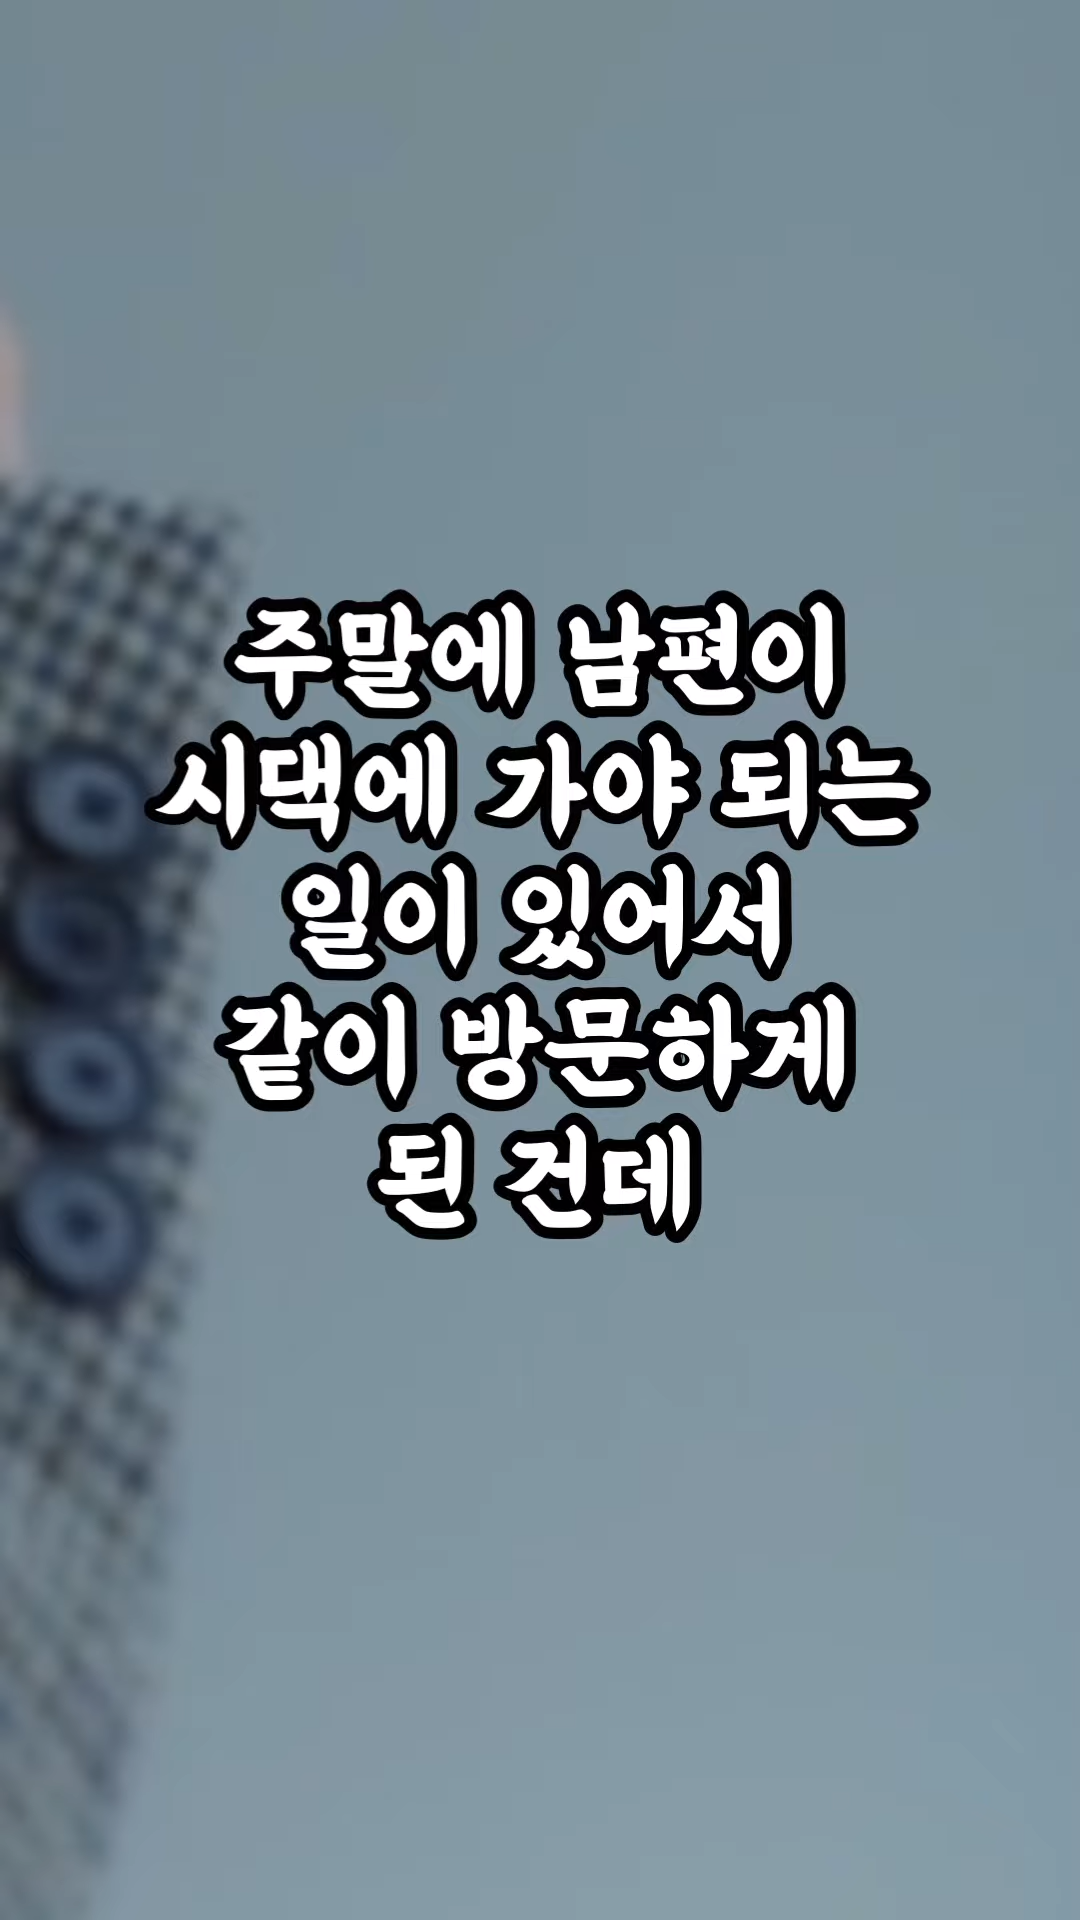 주말에 남편이
시댁에 가야 되는
일이 있어서
같이 방문하게
된 건데